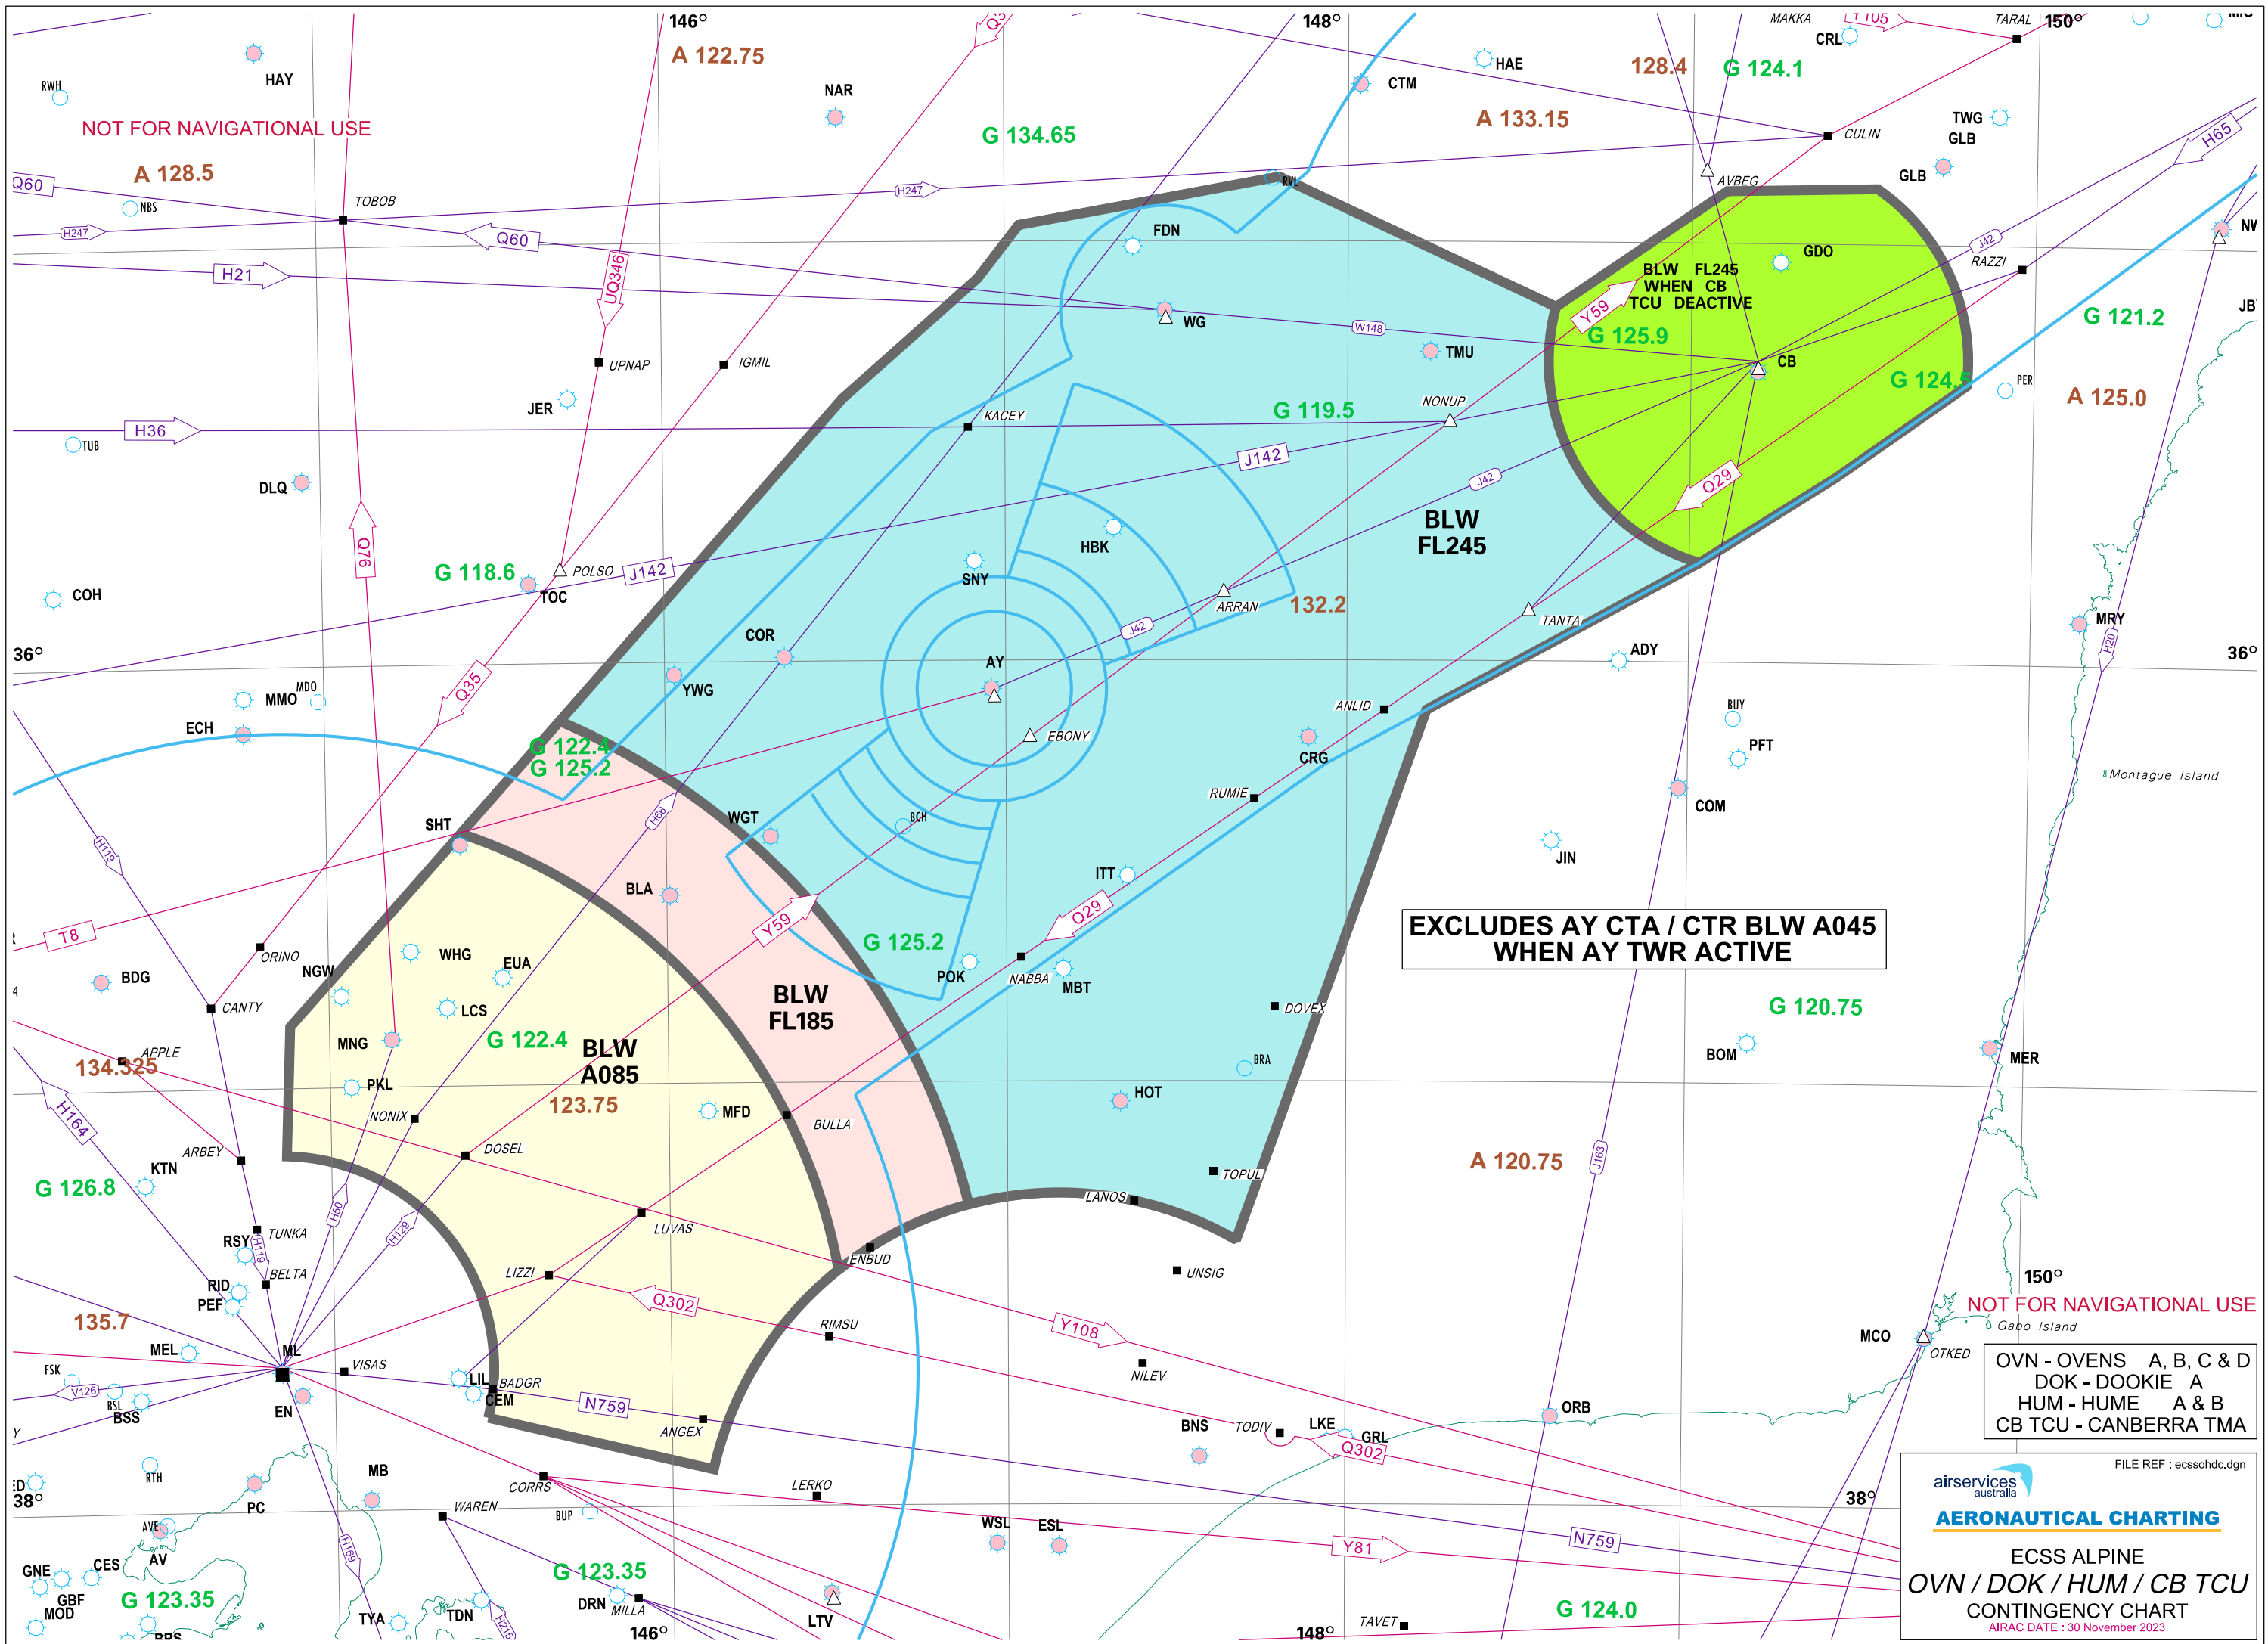 146°
148°
150°
MAKKA
Y105
TARAL
CRL
A 122.75
HAY
RWH
NAR
CTM
HAE
128.4
G 124.1
NOT FOR NAVIGATIONAL USE
G 134.65
A 133.15
CULIN
TWG
GLB
GLB
H65
A 128.5
Q60
NBS
TOBOB
H247
RVL
AVBEG
H247
Q60
FDN
GDO
J42
RAZZI
NV
H21
UQ346
BLW FL245
WHEN CB
TCU DEACTIVE
Y59
G 125.9
G 121.2
JB
WG
W148
TMU
UPNAP
IGMIL
CB
G 124.5
PER
A 125.0
JER
KACEY
G 119.5
NONUP
H36
TUB
J142
DLQ
J42
Q29
Q76
HBK
BLW
FL245
G 118.6
POLSO
J142
SNY
TOC
COH
ARRAN
132.2
TANTA
MRY
J42
COR
AY
ADY
H20
36°
36°
Q35
YWG
MMO
MDO
ECH
ANLID
BUY
EBONY
CRG
PFT
G 122.4
G 125.2
Montague Island
RUMIE
COM
H66
SHT
WGT
BCH
H119
JIN
ITT
BLA
Y59
Q29
EXCLUDES AY CTA / CTR BLW A045
WHEN AY TWR ACTIVE
T8
G 125.2
ORINO
WHG
NGW
EUA
POK
NABBA
MBT
BDG
LCS
CANTY
BLW
FL185
DOVEX
G 120.75
MNG
G 122.4
BLW
A085
APPLE
134.325
BOM
MER
BRA
PKL
NONIX
123.75
MFD
HOT
BULLA
H164
ARBEY
DOSEL
A 120.75
J163
KTN
G 126.8
TOPUL
LANOS
H50
H129
LUVAS
TUNKA
RSY
H119
ENBUD
BELTA
LIZZI
UNSIG
RID
PEF
Q302
150°
NOT FOR NAVIGATIONAL USE
Gabo Island
135.7
RIMSU
Y108
MCO
OTKED
MEL
ML
VISAS
NILEV
FSK
V126
BSL
BSS
EN
LIL
BADGR
CEM
N759
ANGEX
BNS
TODIV
LKE
GRL
Q302
ORB
OVN - OVENS A, B, C & D
DOK - DOOKIE A
HUM - HUME A & B
CB TCU - CANBERRA TMA
RTH
MB
CORRS
LERKO
ED
38°
PC
WAREN
BUP
38°
AVE
AV
H169
WSL
ESL
Y81
N759
GNE
CES
GBF
G 123.35
G 123.35
MOD
TYA
TDN
H215
DRN
MILLA
LTV
G 124.0
146°
148°
TAVET
FILE REF : ecssohdc.dgn
airservices
australia
AERONAUTICAL CHARTING
ECSS ALPINE
OVN / DOK / HUM / CB TCU
CONTINGENCY CHART
AIRAC DATE : 30 November 2023